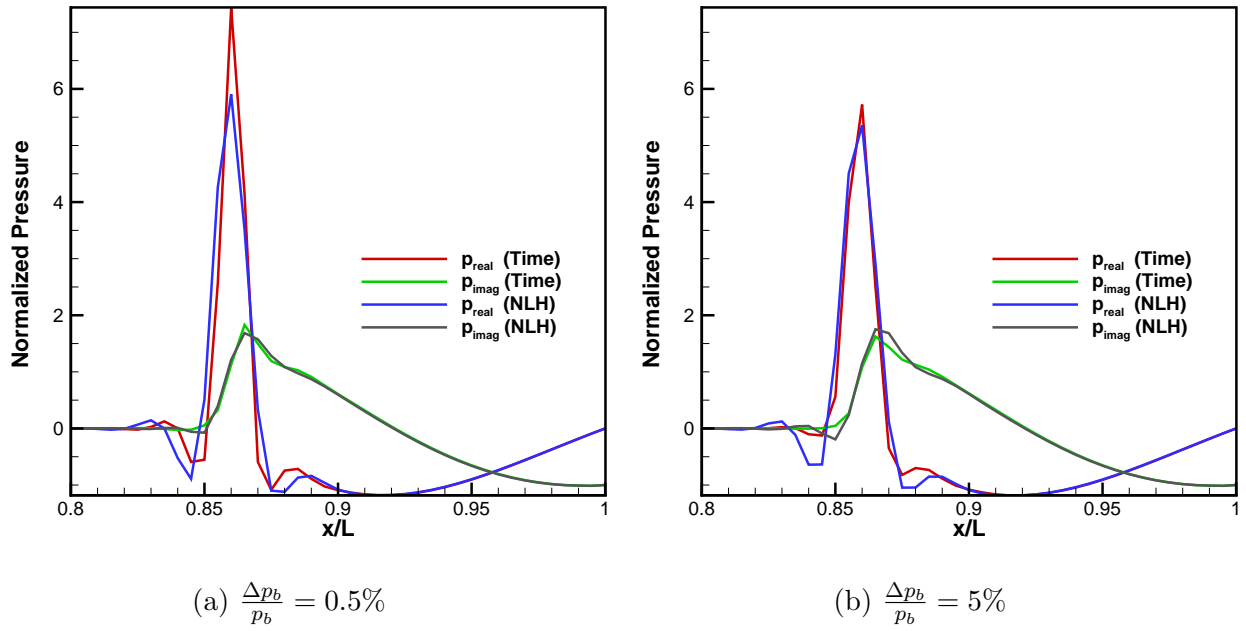 Normalized Pressure
6
4
2
0
p_real (Time)
p_imag (Time)
p_real (NLH)
p_imag (NLH)
0.8 0.85 0.9 0.95 1
x/L
(a) Δp_b/p_b = 0.5%
Normalized Pressure
6
4
2
0
p_real (Time)
p_imag (Time)
p_real (NLH)
p_imag (NLH)
0.8 0.85 0.9 0.95 1
x/L
(b) Δp_b/p_b = 5%